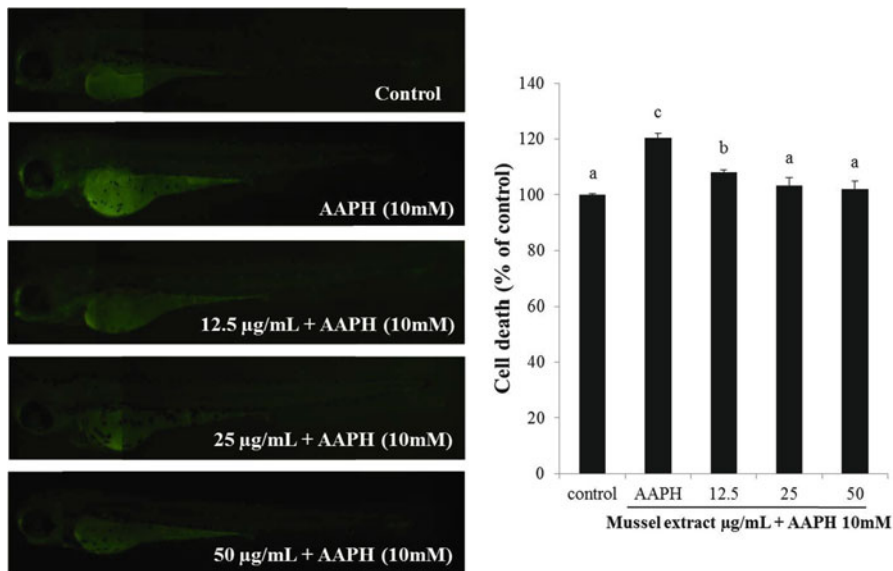 Control
AAPH (10mM)
12.5 µg/mL + AAPH (10mM)
25 µg/mL + AAPH (10mM)
50 µg/mL + AAPH (10mM)
Cell death (% of control)
140
120
100
80
60
40
20
0
a
c
b
a
a
control AAPH 12.5 25 50
Mussel extract µg/mL + AAPH 10mM